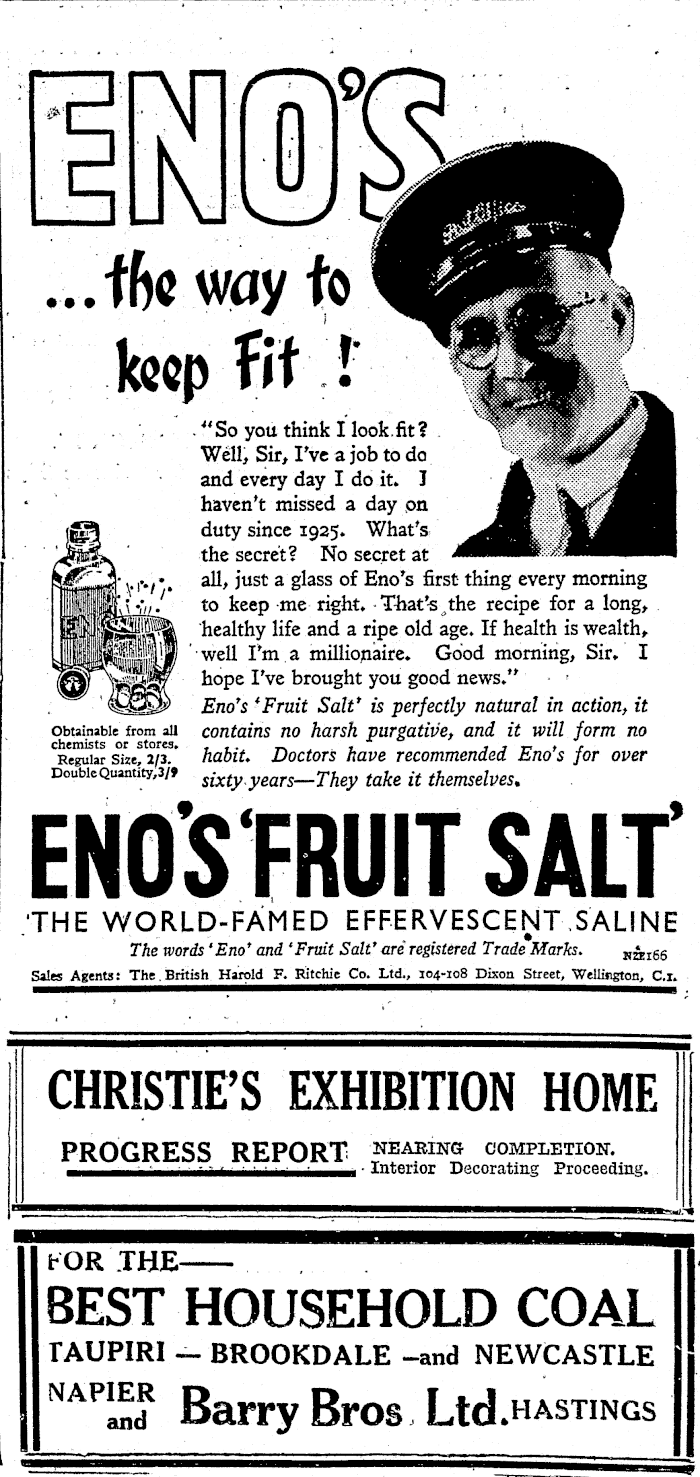 ENO'S
Post Office
...the way to
keep Fit !
"So you think I look fit?
Well, Sir, I've a job to do
and every day I do it. I
haven't missed a day on
duty since 1925. What's
the secret? No secret at
all, just a glass of Eno's first thing every morning
to keep me right. That's the recipe for a long,
healthy life and a ripe old age. If health is wealth,
well I'm a millionaire. Good morning, Sir. I
hope I've brought you good news."
ENO
Obtainable from all
chemists or stores.
Regular Size, 2/3.
Double Quantity, 3/9
Eno's 'Fruit Salt' is perfectly natural in action, it
contains no harsh purgative, and it will form no
habit. Doctors have recommended Eno's for over
sixty years—They take it themselves.
ENO'S 'FRUIT SALT'
THE WORLD-FAMED EFFERVESCENT SALINE
The words 'Eno' and 'Fruit Salt' are registered Trade Marks.
Sales Agents: The British Harold F. Ritchie Co. Ltd., 104-108 Dixon Street, Wellington, C.1.
CHRISTIE'S EXHIBITION HOME
PROGRESS REPORT
NEARING COMPLETION.
Interior Decorating Proceeding.
FOR THE—
BEST HOUSEHOLD COAL
TAUPIRI — BROOKDALE —and NEWCASTLE
NAPIER and Barry Bros. Ltd. HASTINGS